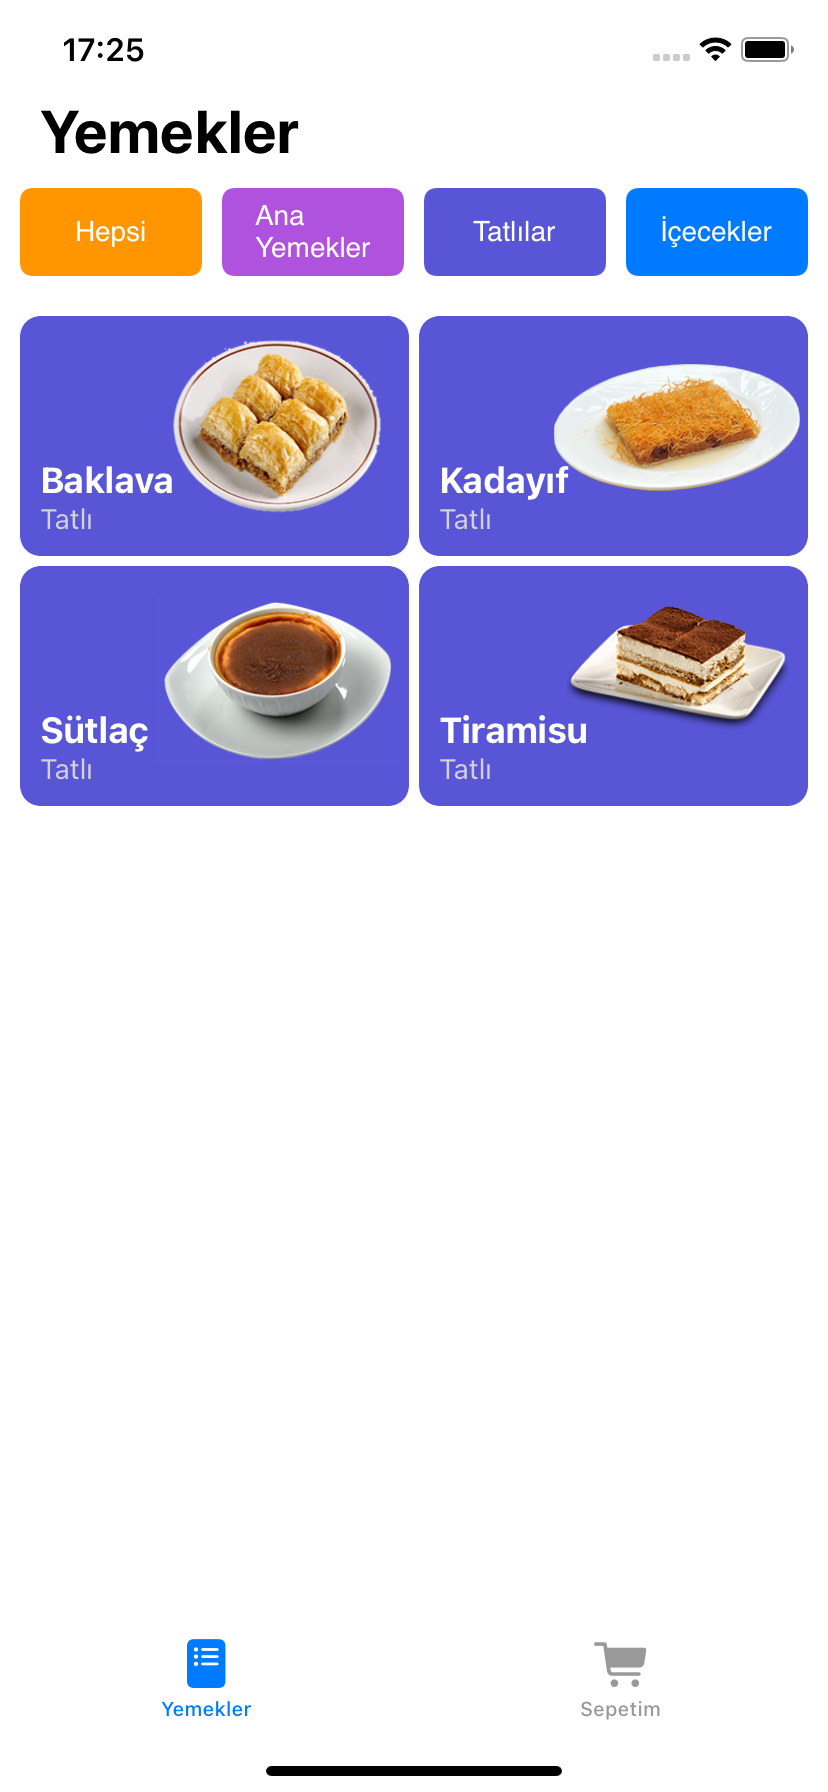 17:25
Yemekler
Hepsi
Ana
Yemekler
Tatlılar
İçecekler
Baklava
Tatlı
Kadayıf
Tatlı
Sütlaç
Tatlı
Tiramisu
Tatlı
Yemekler
Sepetim